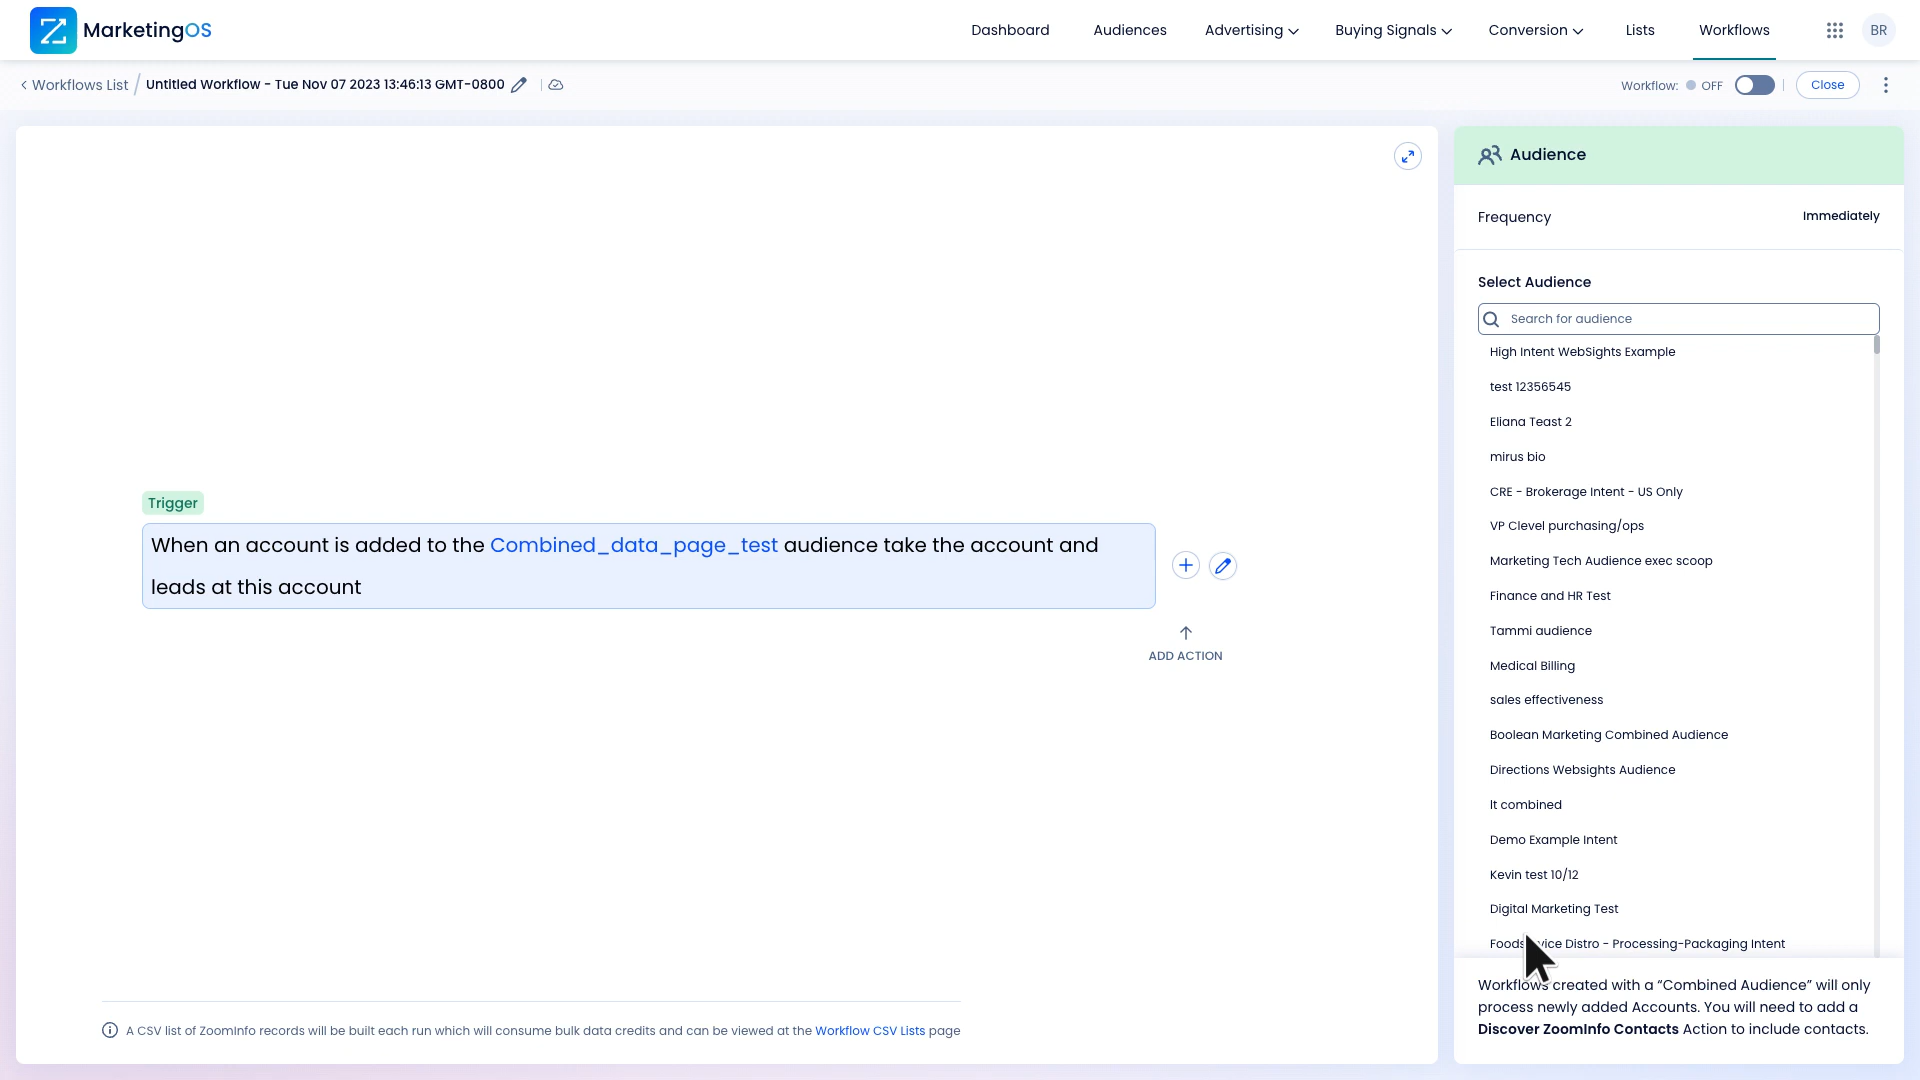 MarketingOS
Dashboard
Audiences
Advertising
Buying Signals
Conversion
Lists
Workflows
BR
Workflows List / Untitled Workflow - Tue Nov 07 2023 13:46:13 GMT-0800
Workflow: OFF
Close
Trigger
When an account is added to the Combined_data_page_test audience take the account and
leads at this account
ADD ACTION
A CSV list of ZoomInfo records will be built each run which will consume bulk data credits and can be viewed at the Workflow CSV Lists page
Audience
Frequency
Immediately
Select Audience
Search for audience
High Intent WebSights Example
test 12356545
Eliana Teast 2
mirus bio
CRE - Brokerage Intent - US Only
VP Clevel purchasing/ops
Marketing Tech Audience exec scoop
Finance and HR Test
Tammi audience
Medical Billing
sales effectiveness
Boolean Marketing Combined Audience
Directions Websights Audience
lt combined
Demo Example Intent
Kevin test 10/12
Digital Marketing Test
Distro - Processing-Packaging Intent
Workflows created with a “Combined Audience” will only
process newly added Accounts. You will need to add a
Discover ZoomInfo Contacts Action to include contacts.